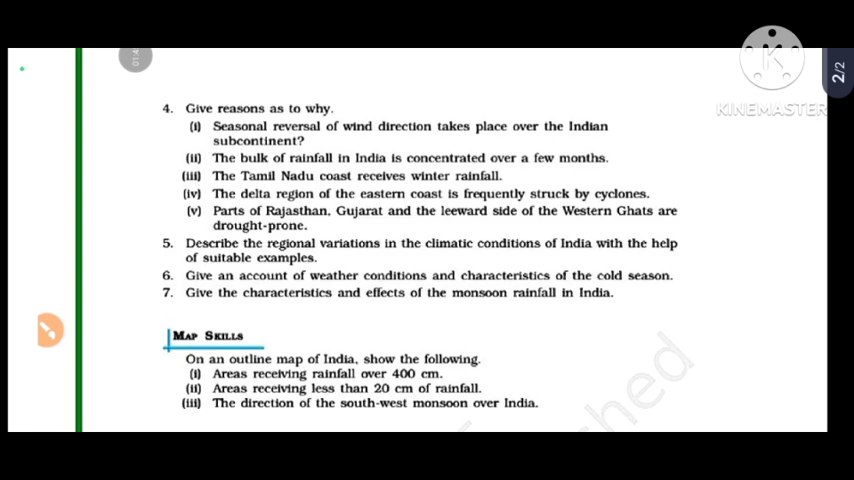 01:4
K
KINEMASTER
2/2
4. Give reasons as to why.
(i) Seasonal reversal of wind direction takes place over the Indian
subcontinent?
(ii) The bulk of rainfall in India is concentrated over a few months.
(iii) The Tamil Nadu coast receives winter rainfall.
(iv) The delta region of the eastern coast is frequently struck by cyclones.
(v) Parts of Rajasthan, Gujarat and the leeward side of the Western Ghats are
drought-prone.
5. Describe the regional variations in the climatic conditions of India with the help
of suitable examples.
6. Give an account of weather conditions and characteristics of the cold season.
7. Give the characteristics and effects of the monsoon rainfall in India.
MAP SKILLS
On an outline map of India, show the following.
(i) Areas receiving rainfall over 400 cm.
(ii) Areas receiving less than 20 cm of rainfall.
(iii) The direction of the south-west monsoon over India.